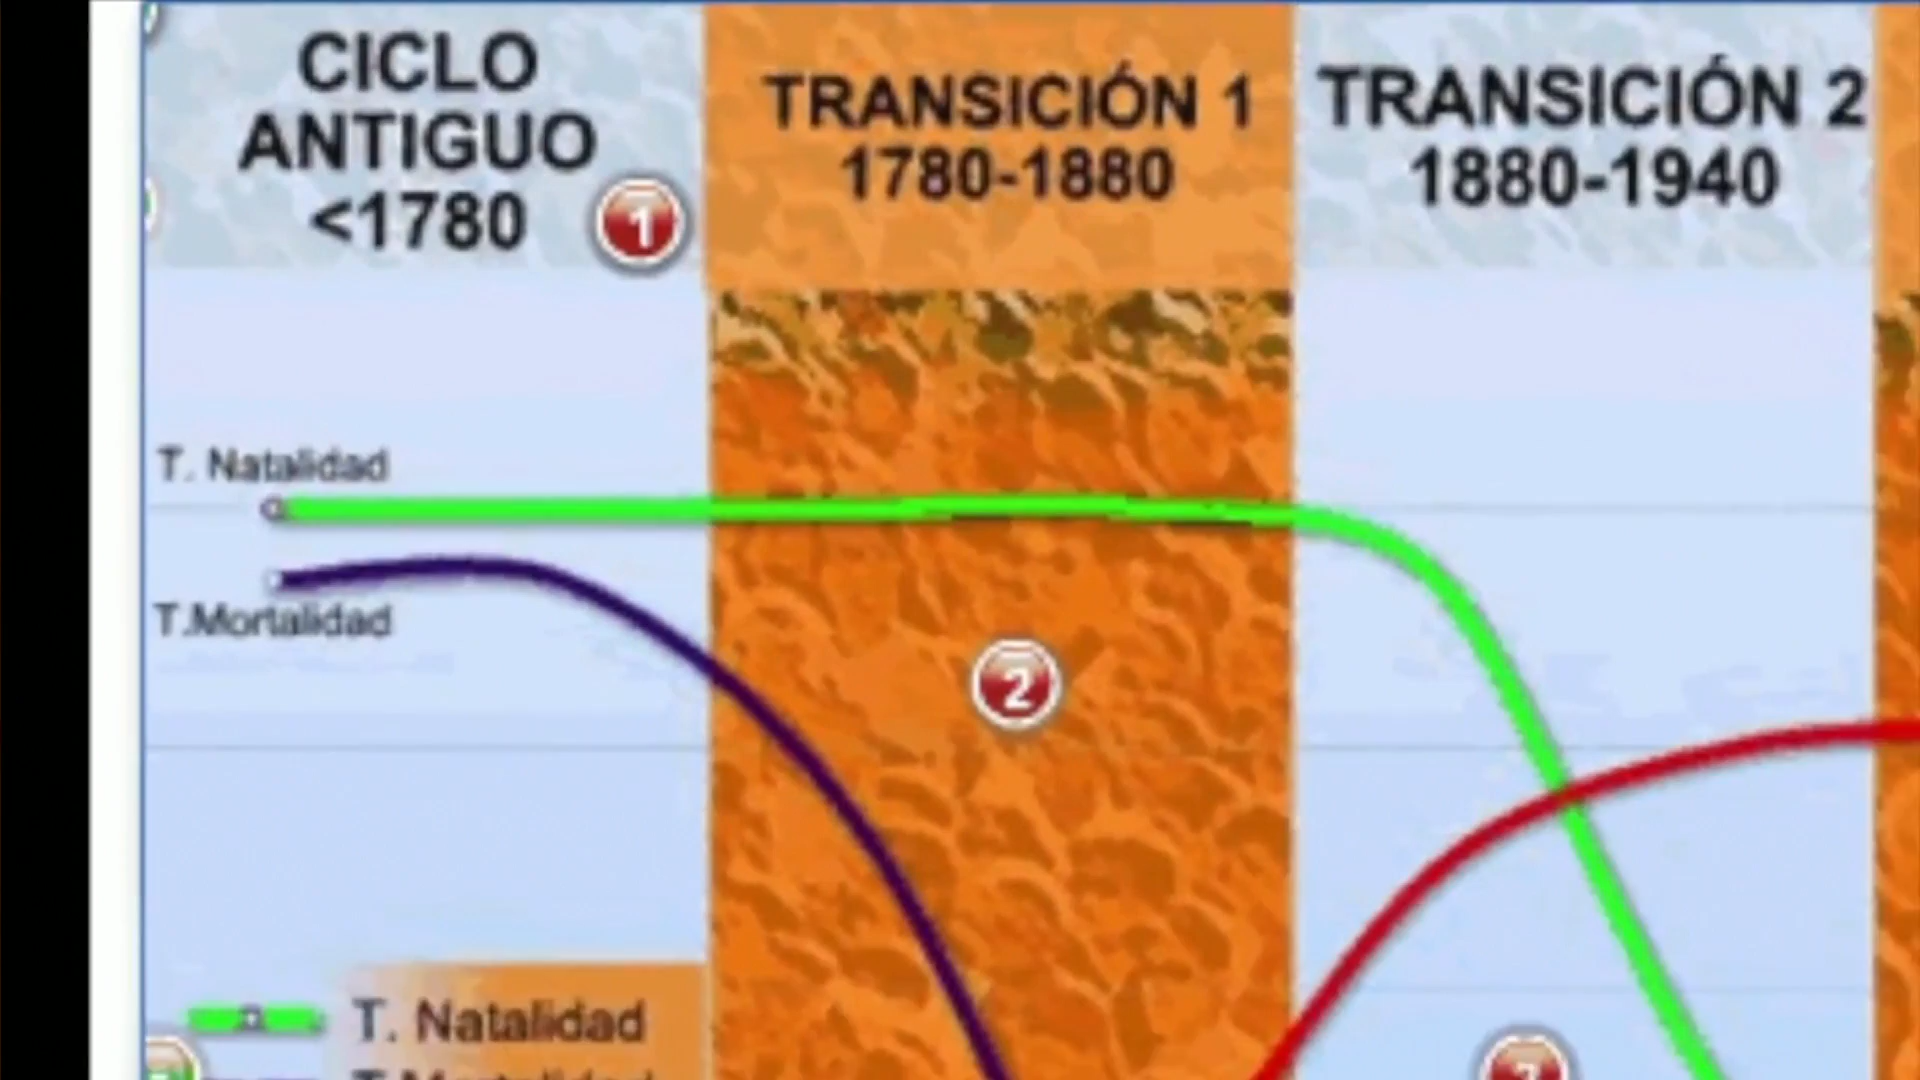 CICLO
ANTIGUO
<1780
1
TRANSICIÓN 1
1780-1880
TRANSICIÓN 2
1880-1940
T. Natalidad
T.Mortalidad
2
T. Natalidad